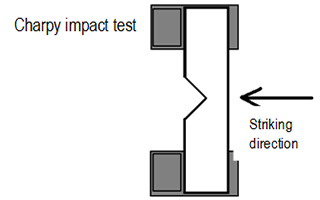 Charpy impact test
Striking
direction